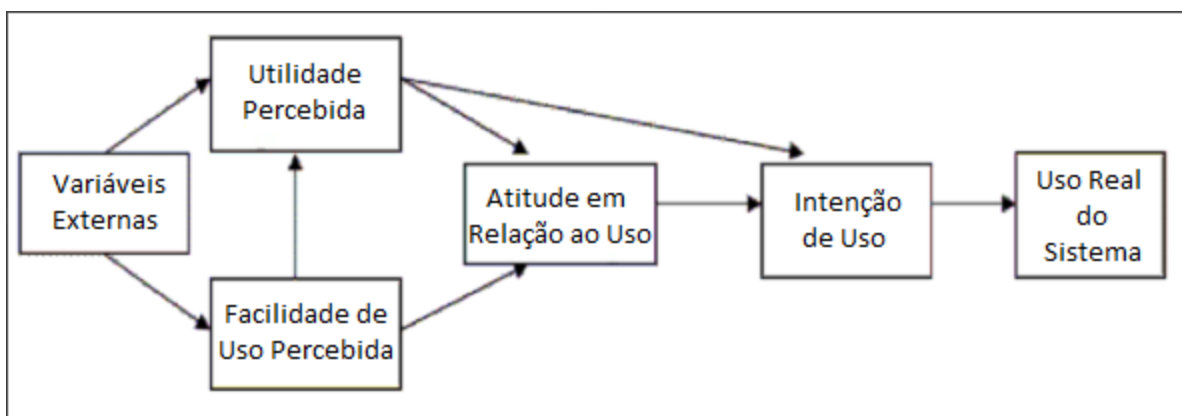 Utilidade
Percebida
Variáveis
Externas
Atitude em
Relação ao Uso
Intenção
de Uso
Uso Real
do
Sistema
Facilidade de
Uso Percebida